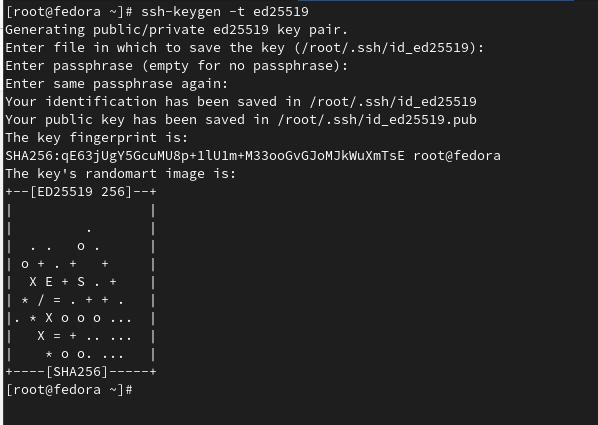 [root@fedora ~]# ssh-keygen -t ed25519
Generating public/private ed25519 key pair.
Enter file in which to save the key (/root/.ssh/id_ed25519):
Enter passphrase (empty for no passphrase):
Enter same passphrase again:
Your identification has been saved in /root/.ssh/id_ed25519
Your public key has been saved in /root/.ssh/id_ed25519.pub
The key fingerprint is:
SHA256:qE63jUgY5GcuMU8p+1lU1m+M33ooGvGJoMJkWuXmTsE root@fedora
The key's randomart image is:
+--[ED25519 256]--+
|                 |
|         .       |
|  . .   o .      |
| o + . +   +     |
|  X E + S . +    |
| * / = . + + .   |
|. * X o o o ...  |
|   X = + .. ...  |
|    * o o. ...   |
+----[SHA256]-----+
[root@fedora ~]#